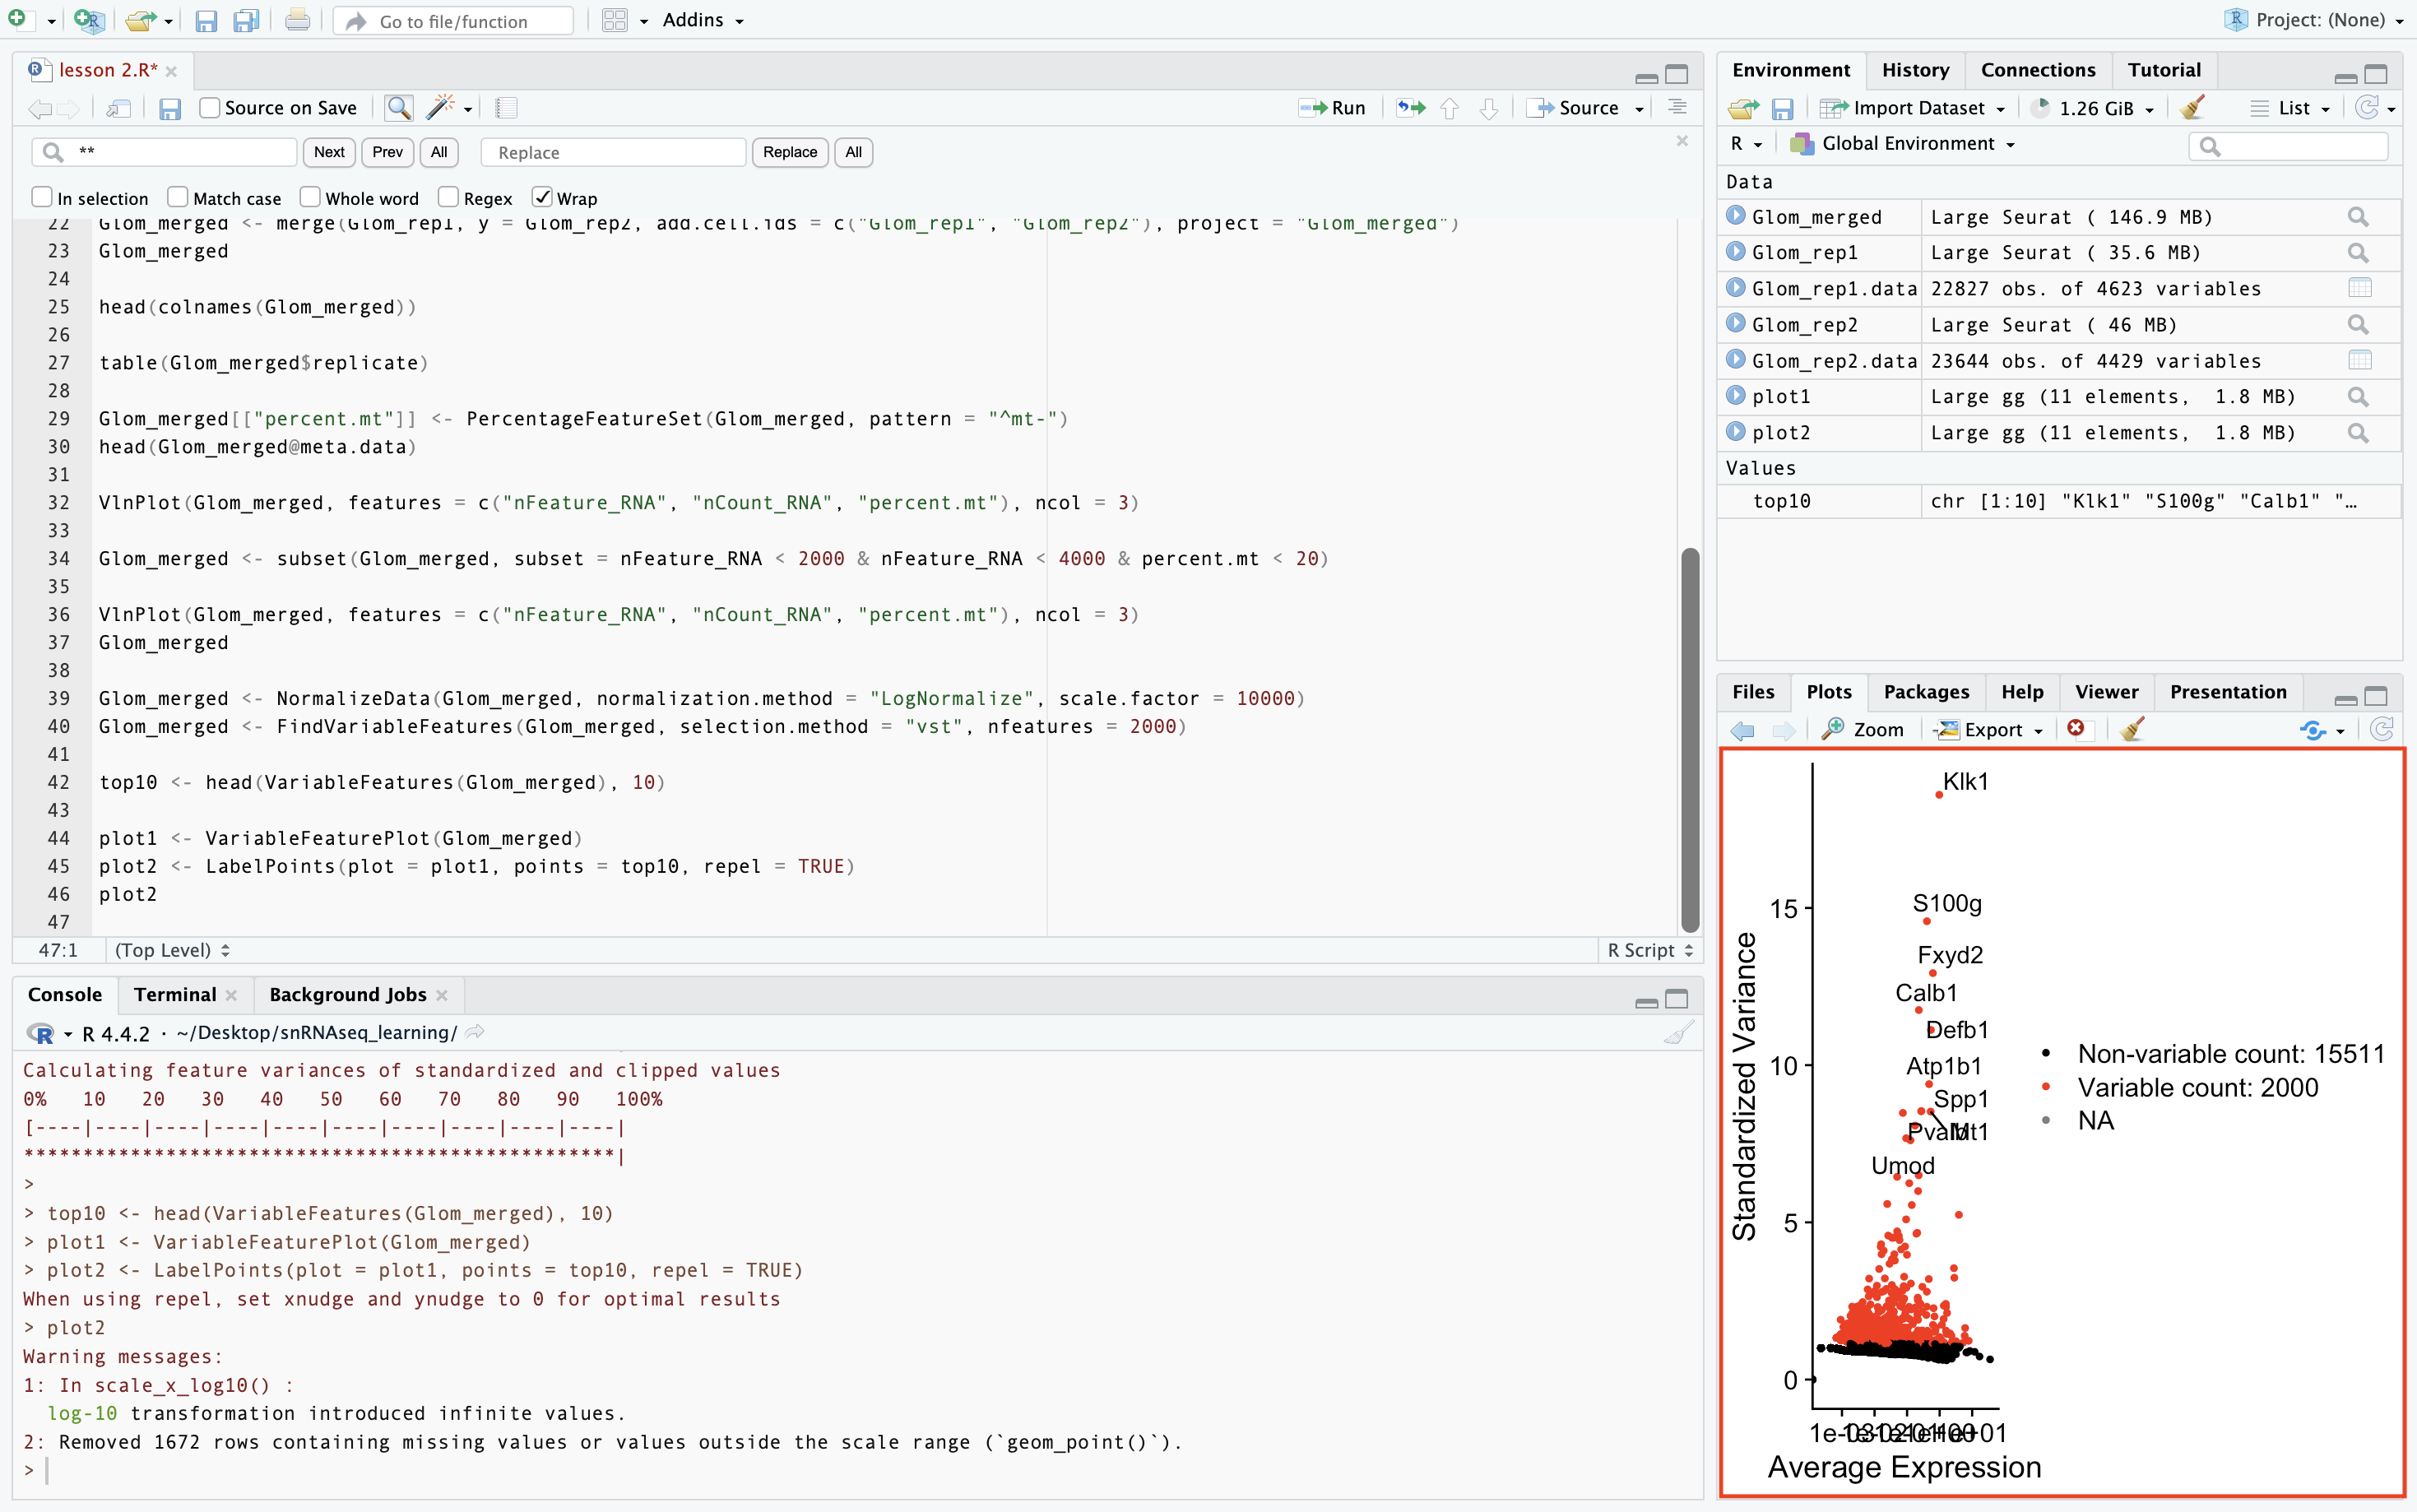 Go to file/function
Addins
Project: (None)
lesson 2.R*
Source on Save
Run
Source
**
Next
Prev
All
Replace
Replace
All
In selection
Match case
Whole word
Regex
Wrap
22 Glom_merged <- merge(Glom_rep1, y = Glom_rep2, add.cell.ids = c("Glom_rep1", "Glom_rep2"), project = "Glom_merged")
23 Glom_merged
24
25 head(colnames(Glom_merged))
26
27 table(Glom_merged$replicate)
28
29 Glom_merged[["percent.mt"]] <- PercentageFeatureSet(Glom_merged, pattern = "^mt-")
30 head(Glom_merged@meta.data)
31
32 VlnPlot(Glom_merged, features = c("nFeature_RNA", "nCount_RNA", "percent.mt"), ncol = 3)
33
34 Glom_merged <- subset(Glom_merged, subset = nFeature_RNA < 2000 & nFeature_RNA < 4000 & percent.mt < 20)
35
36 VlnPlot(Glom_merged, features = c("nFeature_RNA", "nCount_RNA", "percent.mt"), ncol = 3)
37 Glom_merged
38
39 Glom_merged <- NormalizeData(Glom_merged, normalization.method = "LogNormalize", scale.factor = 10000)
40 Glom_merged <- FindVariableFeatures(Glom_merged, selection.method = "vst", nfeatures = 2000)
41
42 top10 <- head(VariableFeatures(Glom_merged), 10)
43
44 plot1 <- VariableFeaturePlot(Glom_merged)
45 plot2 <- LabelPoints(plot = plot1, points = top10, repel = TRUE)
46 plot2
47
47:1
(Top Level)
R Script
Console
Terminal
Background Jobs
R 4.4.2 · ~/Desktop/snRNAseq_learning/
Calculating feature variances of standardized and clipped values
0%   10   20   30   40   50   60   70   80   90   100%
[----|----|----|----|----|----|----|----|----|----|
**************************************************|
>
> top10 <- head(VariableFeatures(Glom_merged), 10)
> plot1 <- VariableFeaturePlot(Glom_merged)
> plot2 <- LabelPoints(plot = plot1, points = top10, repel = TRUE)
When using repel, set xnudge and ynudge to 0 for optimal results
> plot2
Warning messages:
1: In scale_x_log10() :
  log-10 transformation introduced infinite values.
2: Removed 1672 rows containing missing values or values outside the scale range (`geom_point()`).
>
Environment
History
Connections
Tutorial
Import Dataset
1.26 GiB
List
R
Global Environment
Data
Glom_merged Large Seurat ( 146.9 MB)
Glom_rep1 Large Seurat ( 35.6 MB)
Glom_rep1.data 22827 obs. of 4623 variables
Glom_rep2 Large Seurat ( 46 MB)
Glom_rep2.data 23644 obs. of 4429 variables
plot1 Large gg (11 elements,  1.8 MB)
plot2 Large gg (11 elements,  1.8 MB)
Values
top10 chr [1:10] "Klk1" "S100g" "Calb1" "…
Files
Plots
Packages
Help
Viewer
Presentation
Zoom
Export
Klk1
S100g
15
Fxyd2
Calb1
Defb1
Atp1b1
10
Spp1
Umod
5
0
Standardized Variance
Average Expression
Non-variable count: 15511
Variable count: 2000
NA